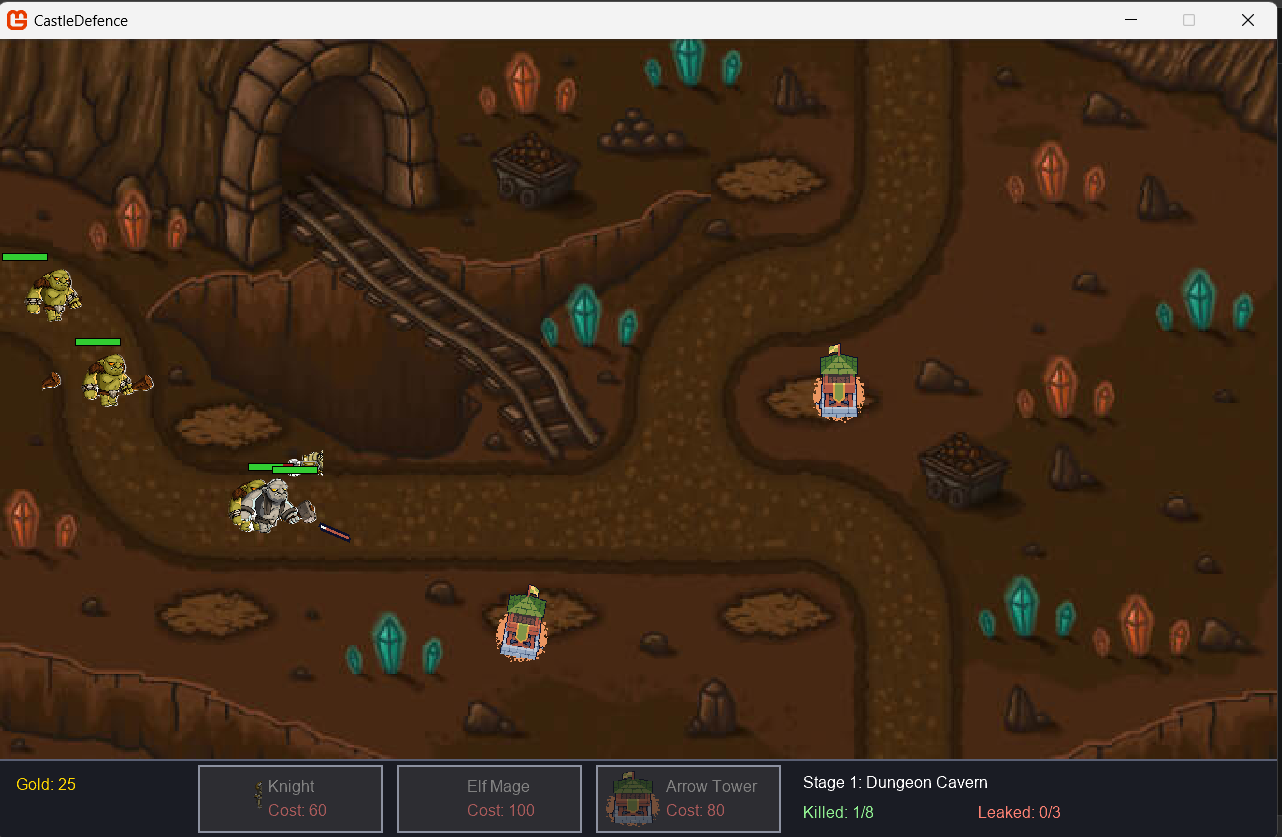 CastleDefence
Gold: 25
Knight
Cost: 60
Elf Mage
Cost: 100
Arrow Tower
Cost: 80
Stage 1: Dungeon Cavern
Killed: 1/8
Leaked: 0/3